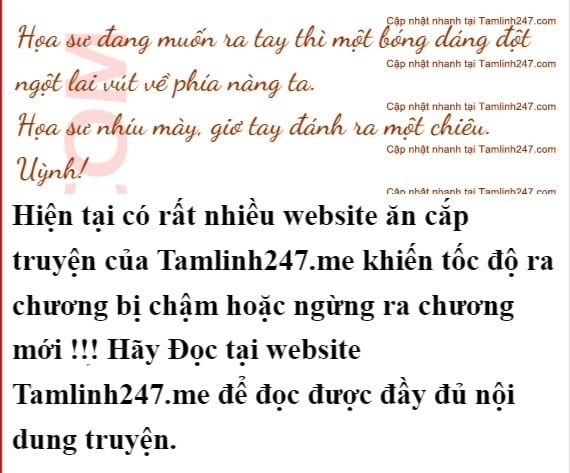 Cập nhật nhanh tại Tamlinh247.com
Họa sư đang muốn ra tay thì một bóng dáng đột
Cập nhật nhanh tại Tamlinh247.com
ngột lai vút về phía nàng ta.
Cập nhật nhanh tại Tamlinh247.com
Họa sư nhíu mày, giơ tay đánh ra một chiêu.
Cập nhật nhanh tại Tamlinh247.com
Uỳnh!
Cập nhật nhanh tại Tamlinh247.com
Hiện tại có rất nhiều website ăn cắp
truyện của Tamlinh247.me khiến tốc độ ra
chương bị chậm hoặc ngừng ra chương
mới !!! Hãy Đọc tại website
Tamlinh247.me để đọc được đầy đủ nội
dung truyện.